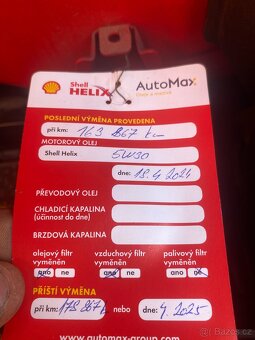 Shell
HELIX
AutoMax
POSLEDNÍ VÝMĚNA PROVEDENA
při km: 163 867 km
MOTOROVÝ OLEJ
Shell Helix 5W30
dne: 18.4.2024
PŘEVODOVÝ OLEJ
CHLADICÍ KAPALINA
(účinnost do dne)
BRZDOVÁ KAPALINA
olejový filtr vzduchový filtr palivový filtr
vyměněn vyměněn vyměněn
ano ne ano ne ano ne
PŘÍŠTÍ VÝMĚNA
při km: 178 867 nebo dne: 4.2025
www.automax-group.com
bazoš.cz